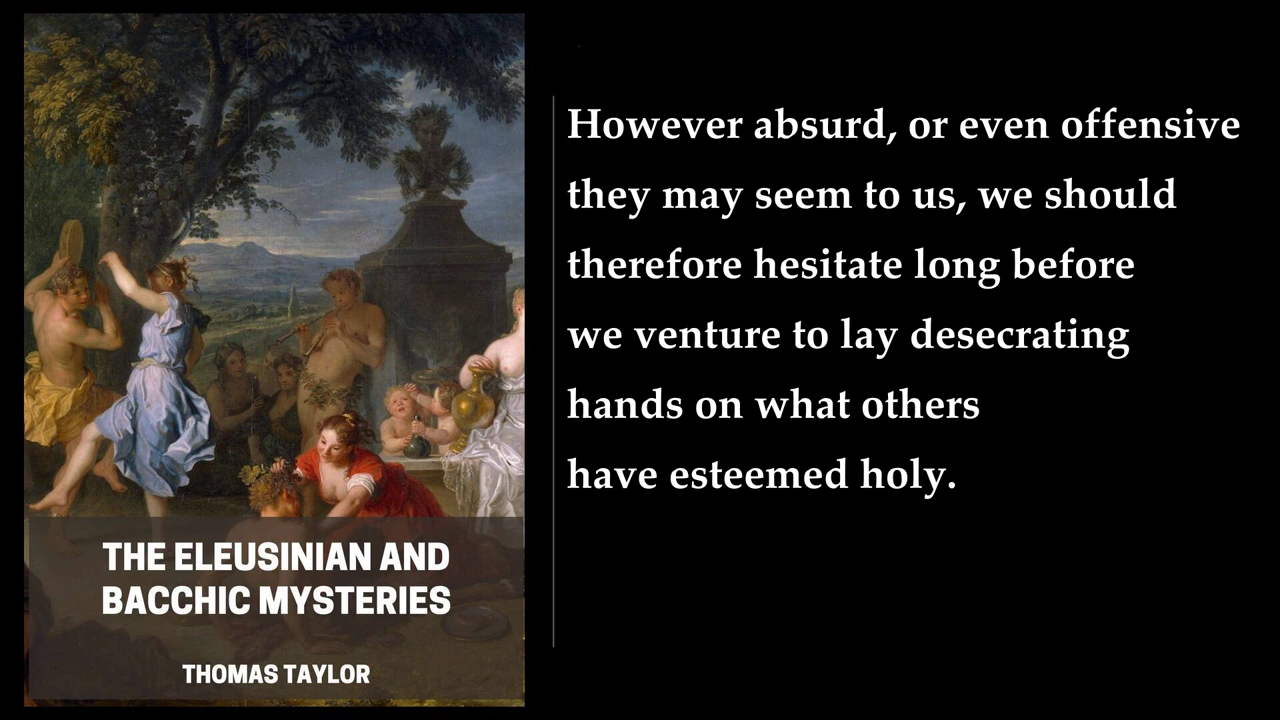 However absurd, or even offensive
they may seem to us, we should
therefore hesitate long before
we venture to lay desecrating
hands on what others
have esteemed holy.
THE ELEUSINIAN AND
BACCHIC MYSTERIES
THOMAS TAYLOR